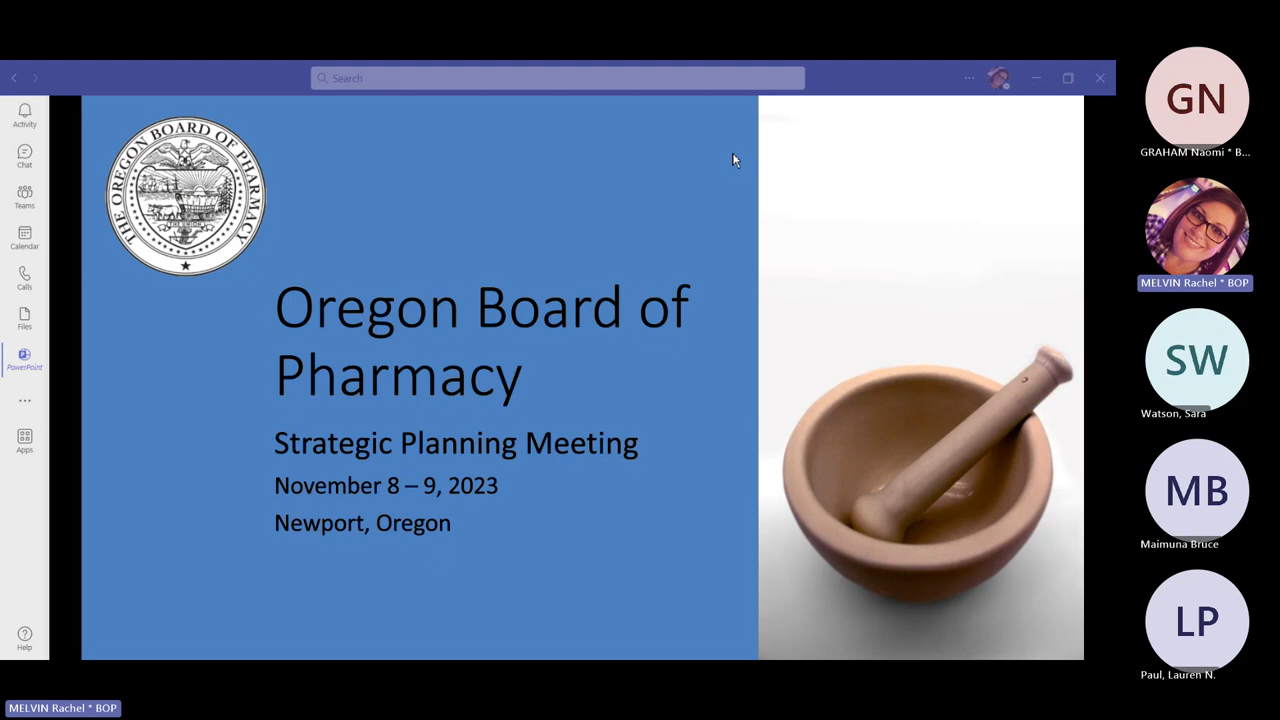 Search
Activity
Chat
Teams
Calendar
Calls
Files
PowerPoint
Apps
Help
THE OREGON BOARD OF PHARMACY
THE UNION
Oregon Board of
Pharmacy
Strategic Planning Meeting
November 8 – 9, 2023
Newport, Oregon
GN
GRAHAM Naomi * B...
MELVIN Rachel * BOP
SW
Watson, Sara
MB
Maimuna Bruce
LP
Paul, Lauren N.
MELVIN Rachel * BOP